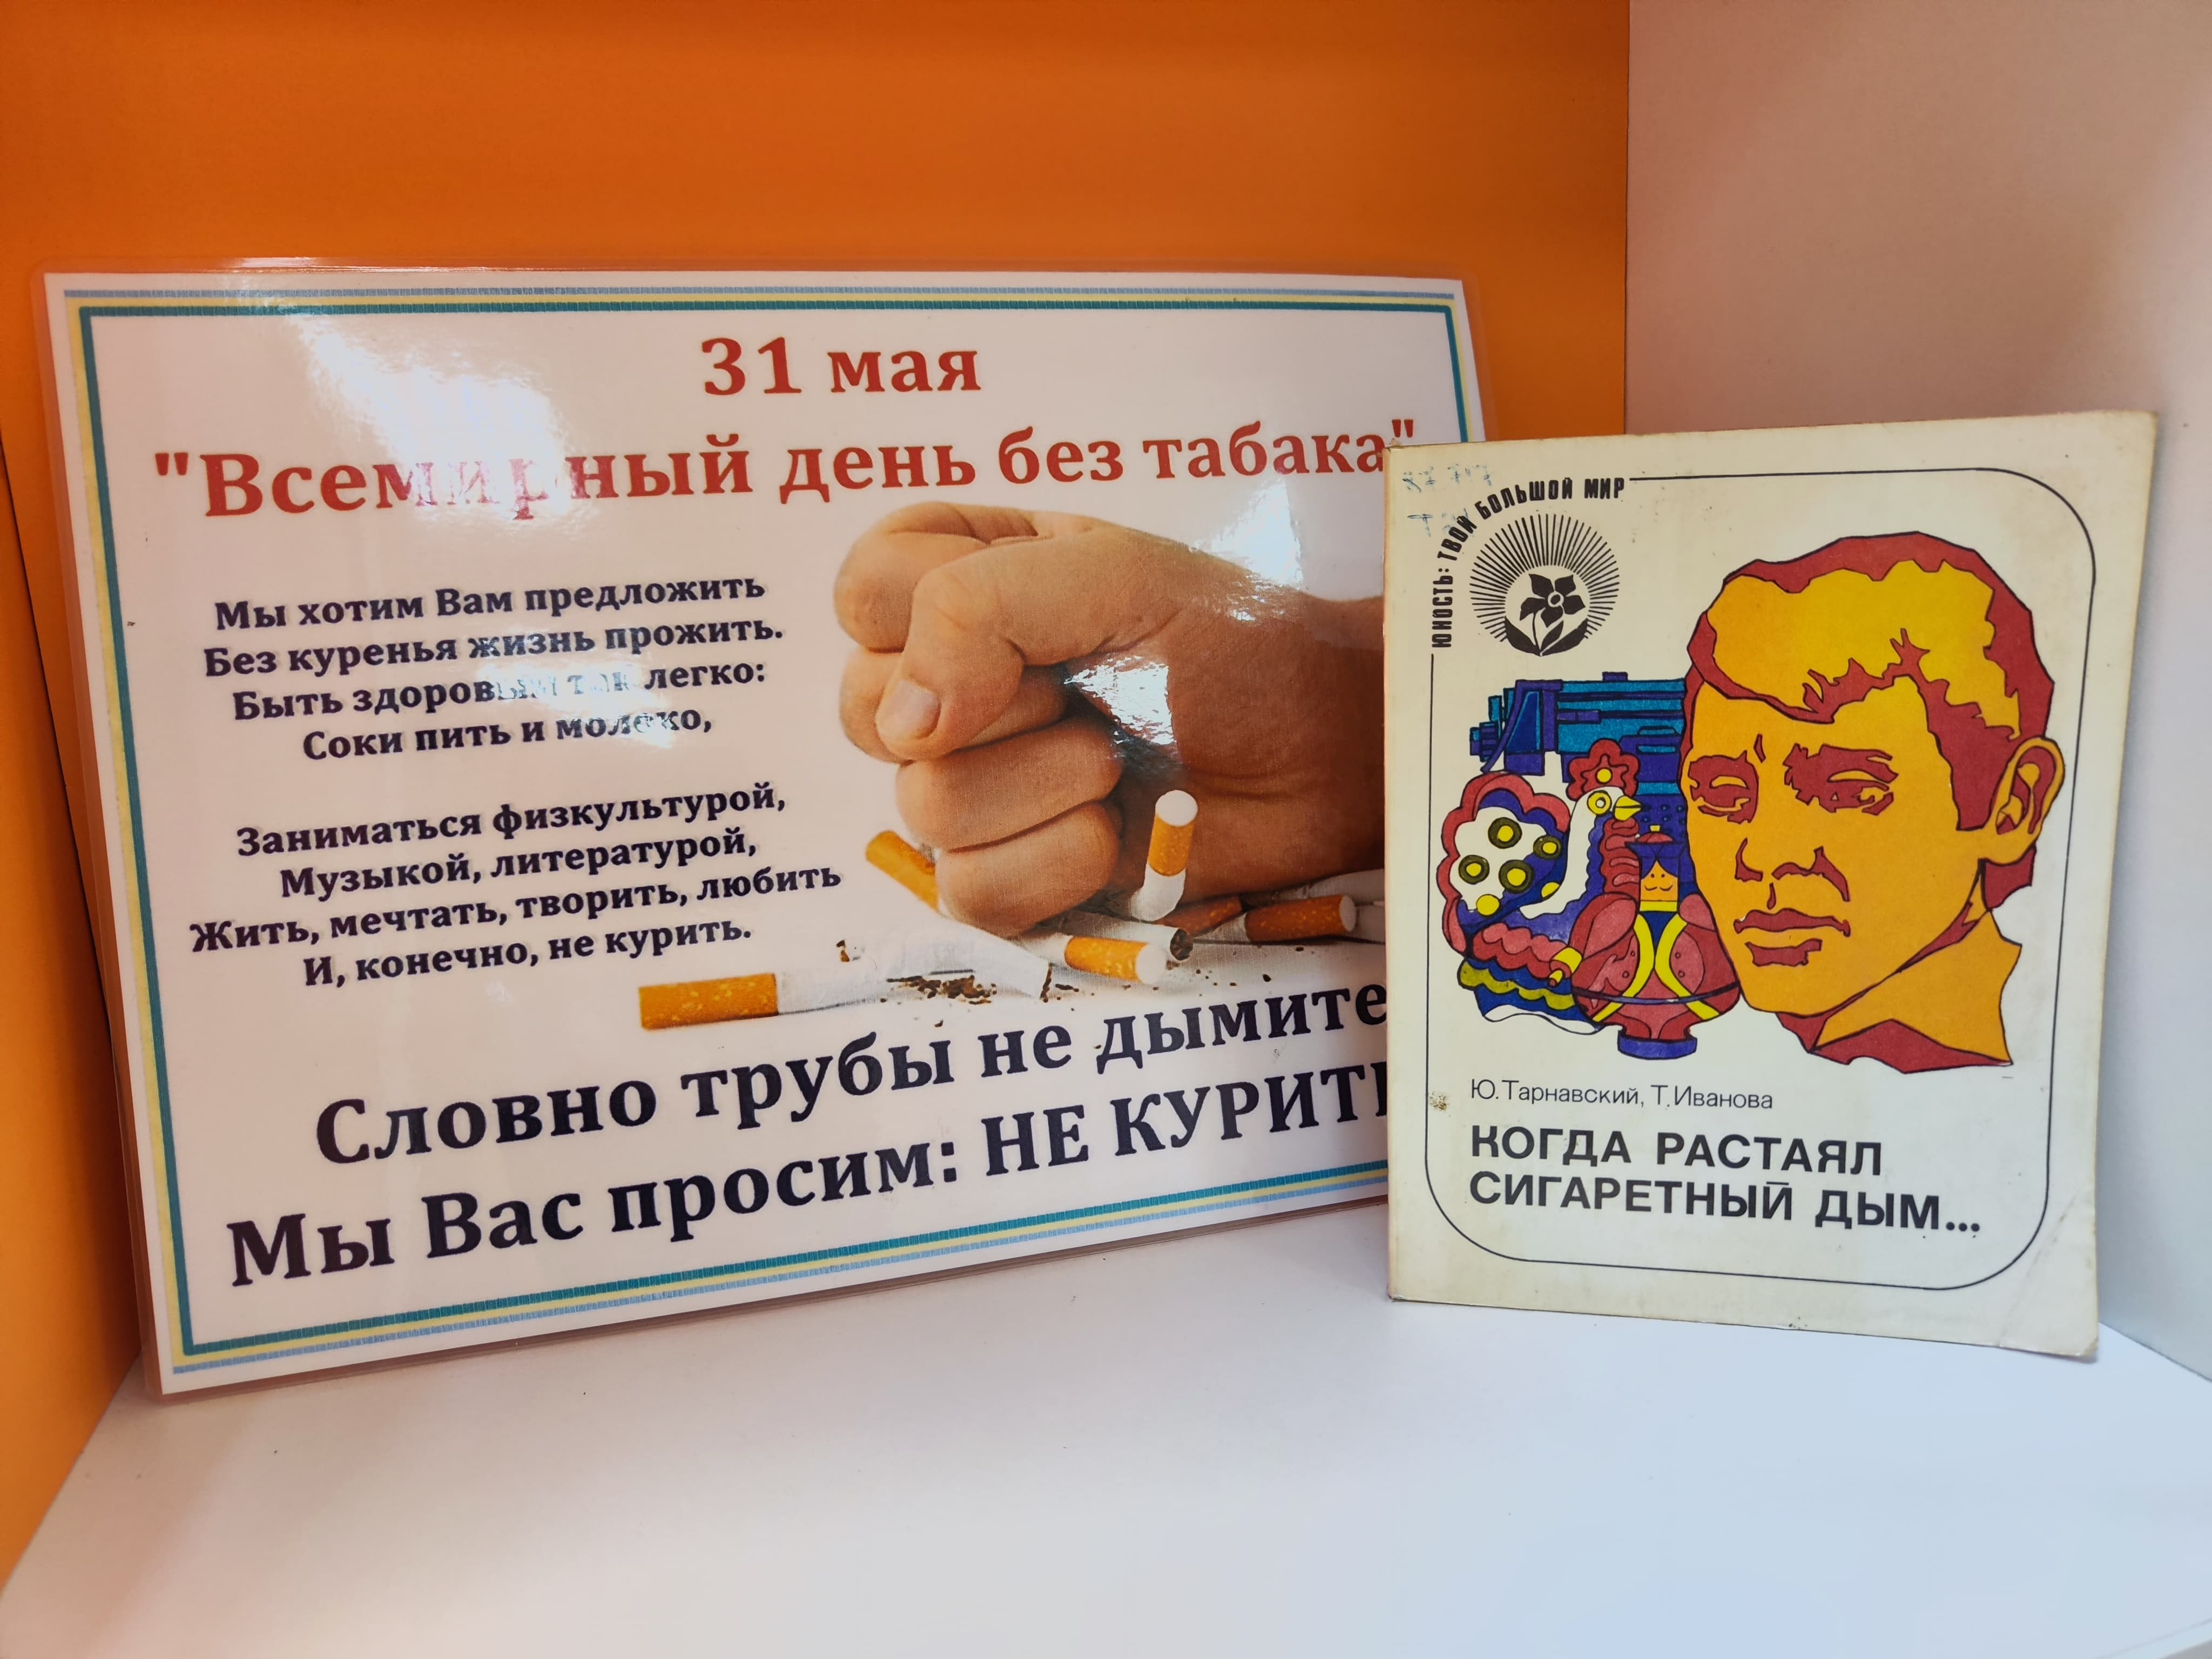 31 мая
"Всемирный день без табака"
Мы хотим Вам предложить
Без куренья жизнь прожить.
Быть здоровым так легко:
Соки пить и молоко,
Заниматься физкультурой,
Музыкой, литературой,
Жить, мечтать, творить, любить
И, конечно, не курить.
Словно трубы не дымите
Мы Вас просим: НЕ КУРИТ
ЮНОСТЬ: ТВОЙ БОЛЬШОЙ МИР
Ю. Тарнавский, Т. Иванова
КОГДА РАСТАЯЛ
СИГАРЕТНЫЙ ДЫМ...